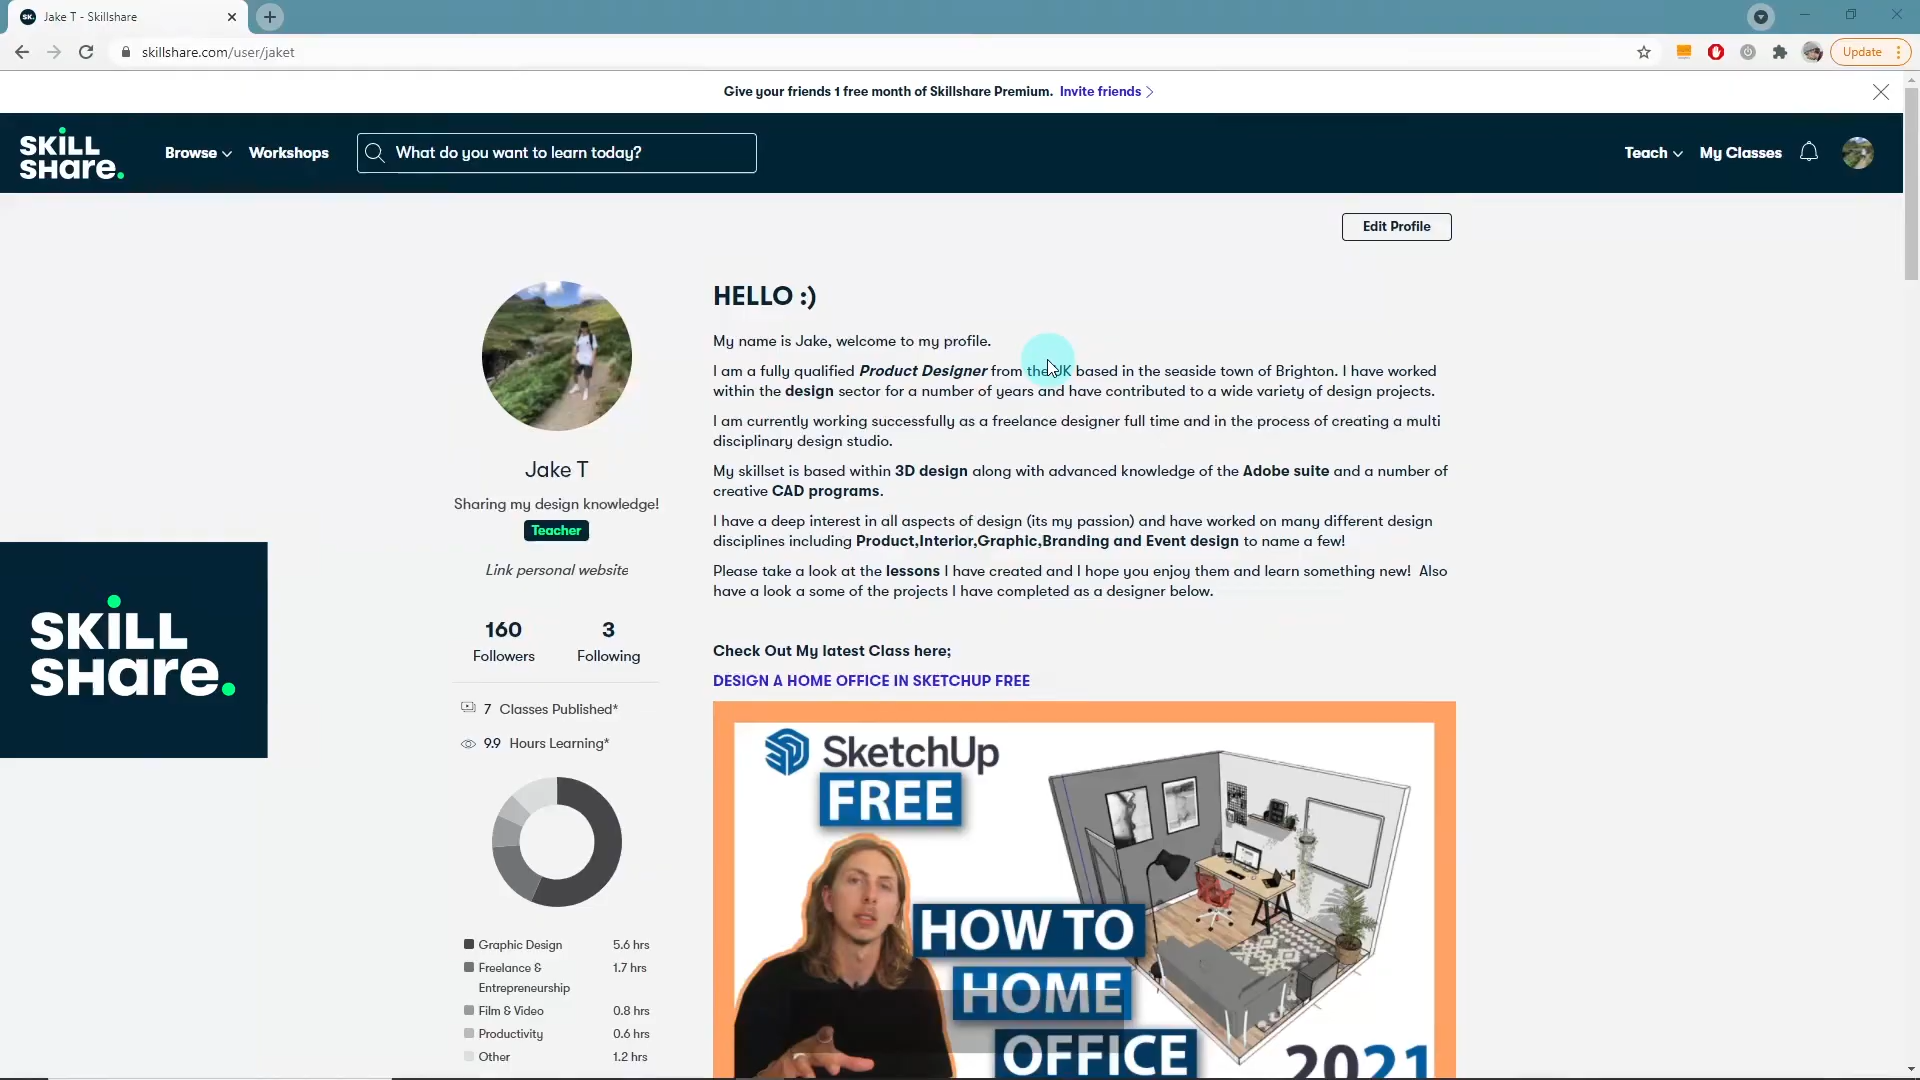 SK.
Jake T - Skillshare
skillshare.com/user/jaket
Update
Give your friends 1 free month of Skillshare Premium. Invite friends
SKILL
SHare.
Browse
Workshops
What do you want to learn today?
Teach
My Classes
Edit Profile
HELLO :)
My name is Jake, welcome to my profile.
I am a fully qualified Product Designer from the UK based in the seaside town of Brighton. I have worked
within the design sector for a number of years and have contributed to a wide variety of design projects.
I am currently working successfully as a freelance designer full time and in the process of creating a multi
disciplinary design studio.
My skillset is based within 3D design along with advanced knowledge of the Adobe suite and a number of
creative CAD programs.
I have a deep interest in all aspects of design (its my passion) and have worked on many different design
disciplines including Product,Interior,Graphic,Branding and Event design to name a few!
Please take a look at the lessons I have created and I hope you enjoy them and learn something new!  Also
have a look a some of the projects I have completed as a designer below.
Check Out My latest Class here;
DESIGN A HOME OFFICE IN SKETCHUP FREE
Jake T
Sharing my design knowledge!
Teacher
Link personal website
160
Followers
3
Following
7 Classes Published*
9.9 Hours Learning*
Graphic Design 5.6 hrs
Freelance & 1.7 hrs
Entrepreneurship
Film & Video 0.8 hrs
Productivity 0.6 hrs
Other 1.2 hrs
SKILL
SHare.
SketchUp
FREE
HOW TO
HOME
OFFICE
2021